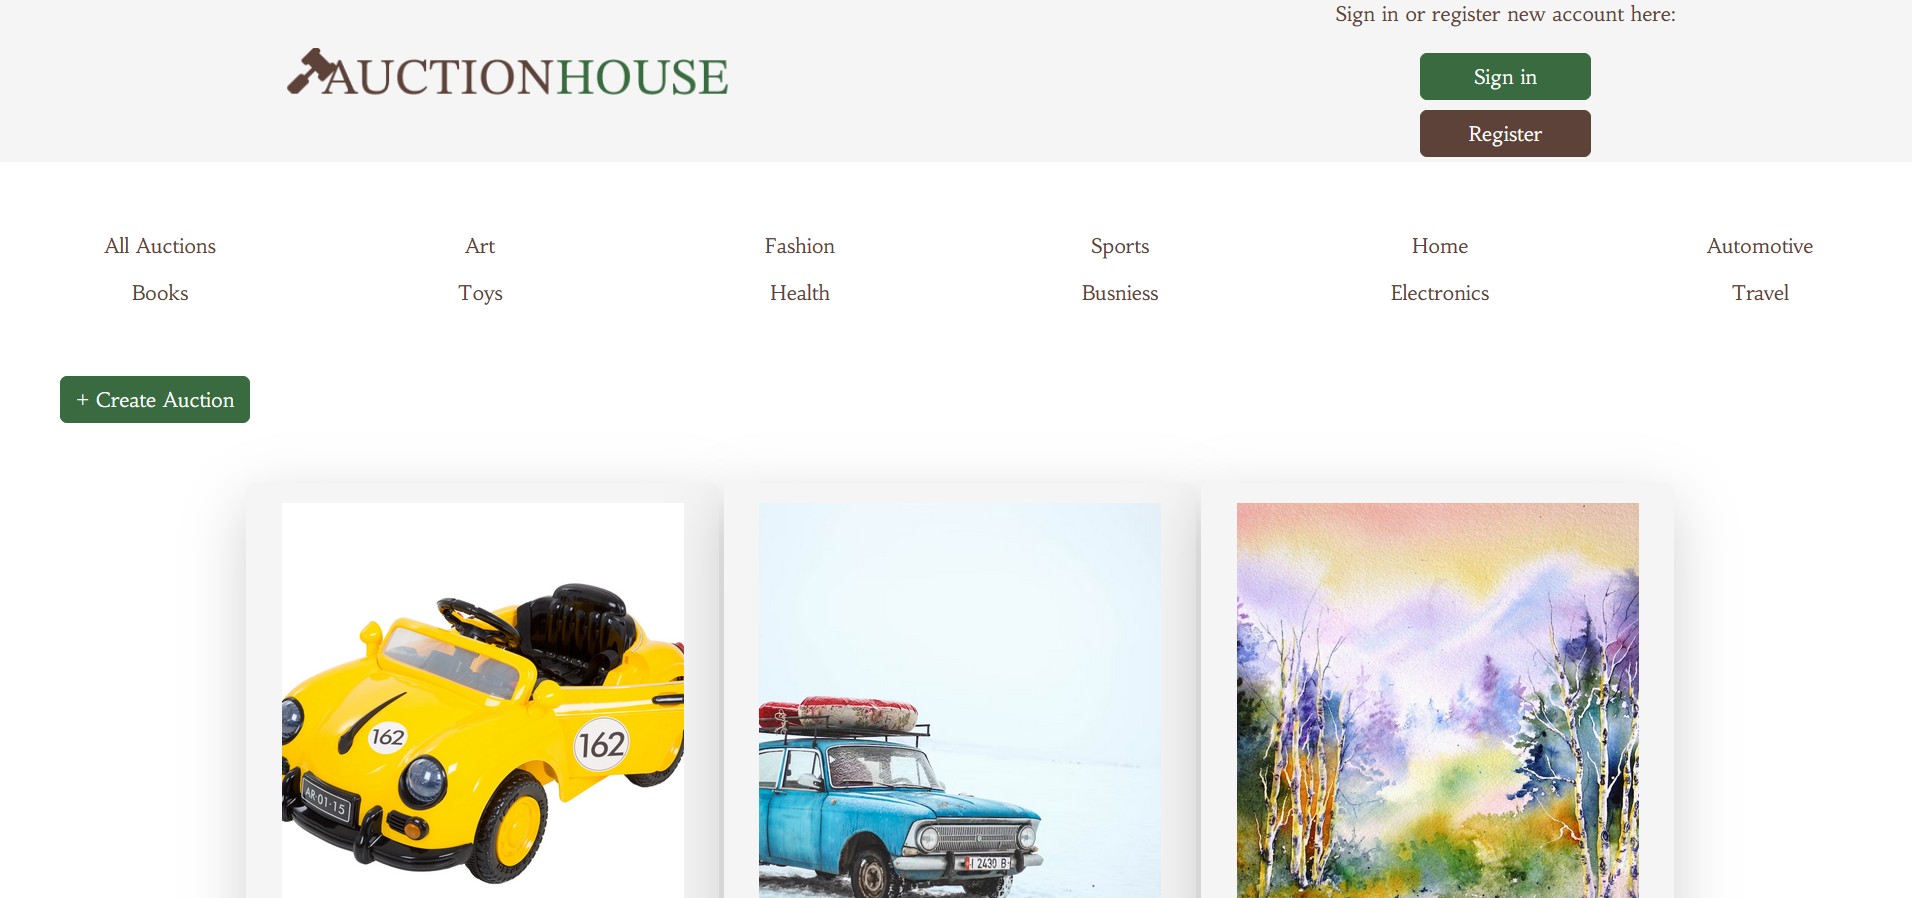 Sign in or register new account here:
AUCTIONHOUSE
Sign in
Register
All Auctions Art Fashion Sports Home Automotive
Books Toys Health Busniess Electronics Travel
+ Create Auction
162
162
AR·01-15
I 2430 B